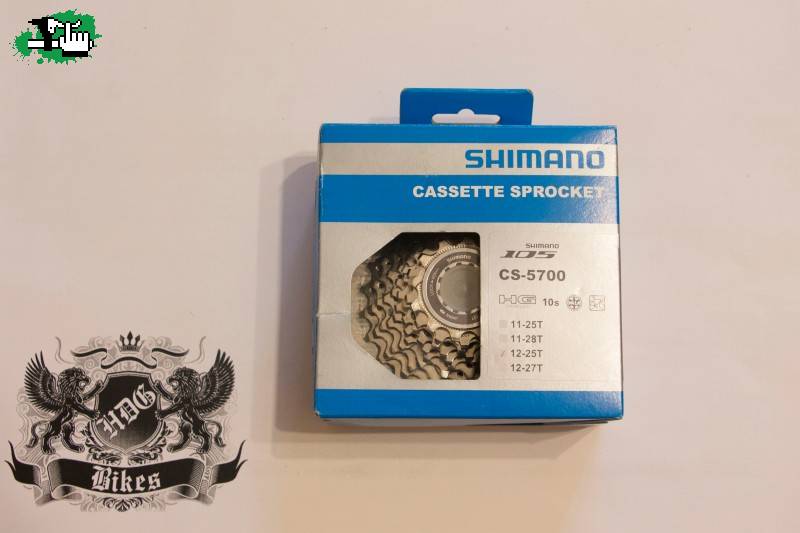 SHIMANO
CASSETTE SPROCKET
SHIMANO
105
CS-5700
HG 10s
11-25T
11-28T
12-25T
12-27T
SHIMANO
HDG
Bikes